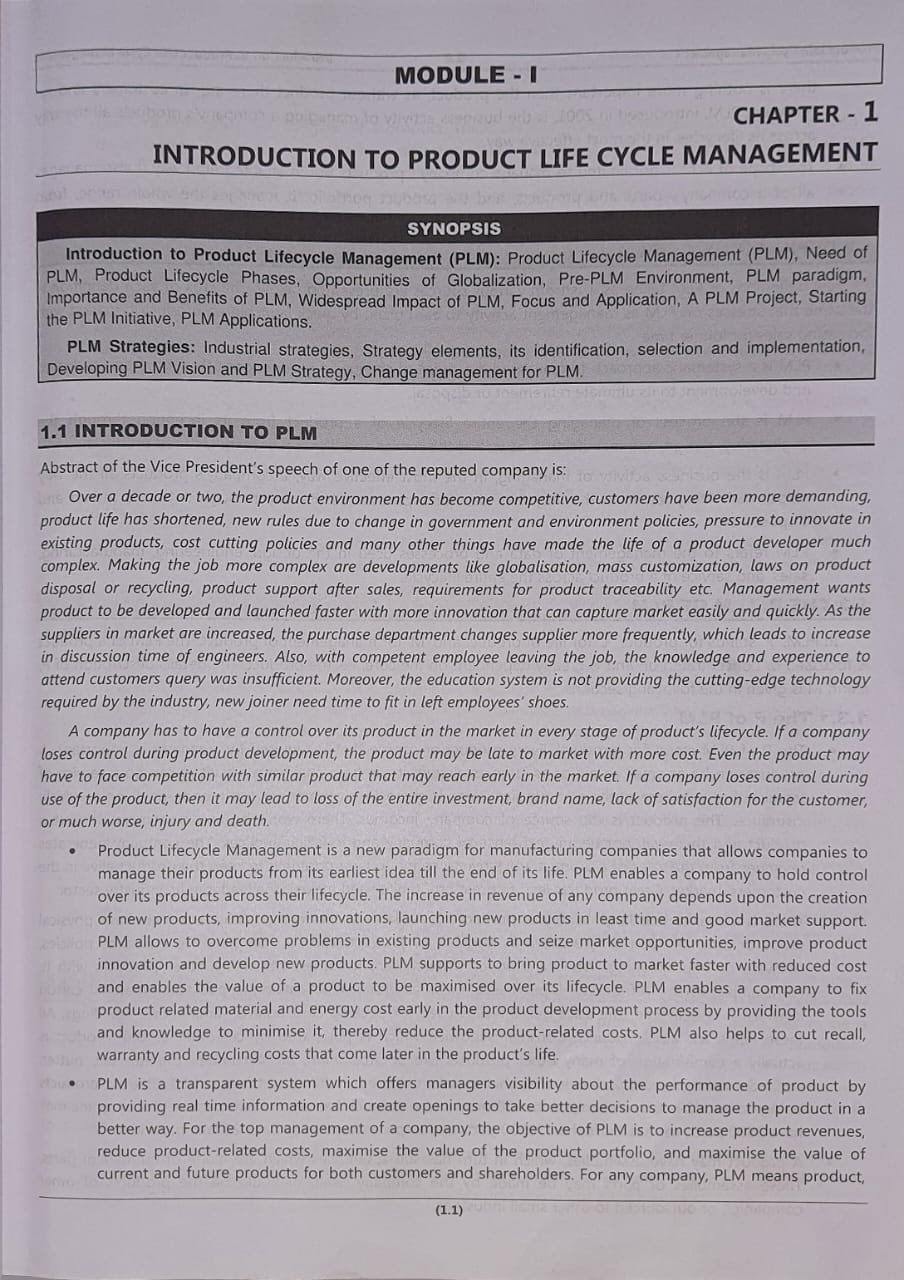 MODULE - I
CHAPTER - 1
INTRODUCTION TO PRODUCT LIFE CYCLE MANAGEMENT
SYNOPSIS
Introduction to Product Lifecycle Management (PLM): Product Lifecycle Management (PLM), Need of
PLM, Product Lifecycle Phases, Opportunities of Globalization, Pre-PLM Environment, PLM paradigm,
Importance and Benefits of PLM, Widespread Impact of PLM, Focus and Application, A PLM Project, Starting
the PLM Initiative, PLM Applications.
PLM Strategies: Industrial strategies, Strategy elements, its identification, selection and implementation,
Developing PLM Vision and PLM Strategy, Change management for PLM.
1.1 INTRODUCTION TO PLM
Abstract of the Vice President's speech of one of the reputed company is:
Over a decade or two, the product environment has become competitive, customers have been more demanding,
product life has shortened, new rules due to change in government and environment policies, pressure to innovate in
existing products, cost cutting policies and many other things have made the life of a product developer much
complex. Making the job more complex are developments like globalisation, mass customization, laws on product
disposal or recycling, product support after sales, requirements for product traceability etc. Management wants
product to be developed and launched faster with more innovation that can capture market easily and quickly. As the
suppliers in market are increased, the purchase department changes supplier more frequently, which leads to increase
in discussion time of engineers. Also, with competent employee leaving the job, the knowledge and experience to
attend customers query was insufficient. Moreover, the education system is not providing the cutting-edge technology
required by the industry, new joiner need time to fit in left employees' shoes.
A company has to have a control over its product in the market in every stage of product's lifecycle. If a company
loses control during product development, the product may be late to market with more cost. Even the product may
have to face competition with similar product that may reach early in the market. If a company loses control during
use of the product, then it may lead to loss of the entire investment, brand name, lack of satisfaction for the customer,
or much worse, injury and death.
• Product Lifecycle Management is a new paradigm for manufacturing companies that allows companies to
manage their products from its earliest idea till the end of its life. PLM enables a company to hold control
over its products across their lifecycle. The increase in revenue of any company depends upon the creation
of new products, improving innovations, launching new products in least time and good market support.
PLM allows to overcome problems in existing products and seize market opportunities, improve product
innovation and develop new products. PLM supports to bring product to market faster with reduced cost
and enables the value of a product to be maximised over its lifecycle. PLM enables a company to fix
product related material and energy cost early in the product development process by providing the tools
and knowledge to minimise it, thereby reduce the product-related costs. PLM also helps to cut recall,
warranty and recycling costs that come later in the product's life.
• PLM is a transparent system which offers managers visibility about the performance of product by
providing real time information and create openings to take better decisions to manage the product in a
better way. For the top management of a company, the objective of PLM is to increase product revenues,
reduce product-related costs, maximise the value of the product portfolio, and maximise the value of
current and future products for both customers and shareholders. For any company, PLM means product,
(1.1)